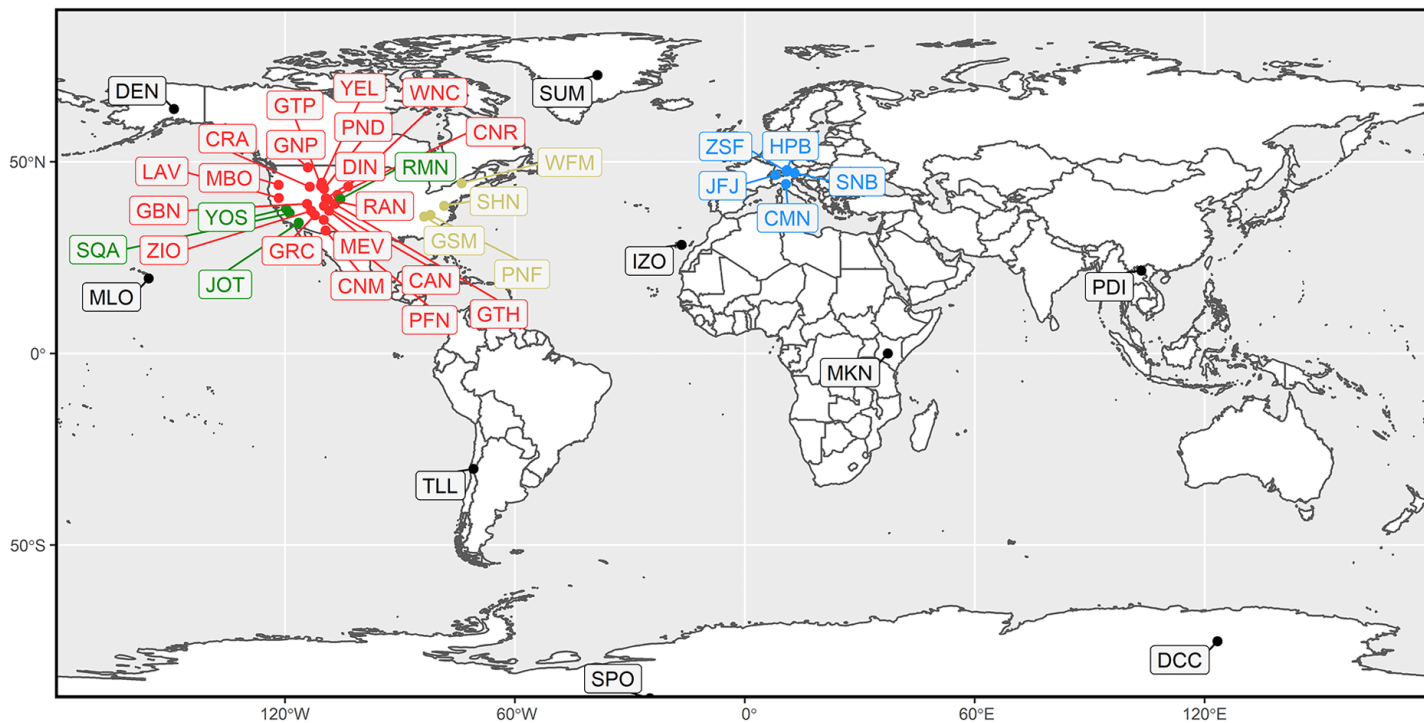 DEN
YEL
WNC
SUM
GTP
PND
CNR
CRA
GNP
ZSF
HPB
50°N
DIN
RMN
WFM
LAV
MBO
JFJ
SNB
SHN
GBN
YOS
RAN
CMN
GSM
SQA
ZIO
GRC
MEV
IZO
PNF
JOT
CNM
CAN
PDI
MLO
PFN
GTH
0°
MKN
TLL
50°S
DCC
SPO
120°W
60°W
0°
60°E
120°E